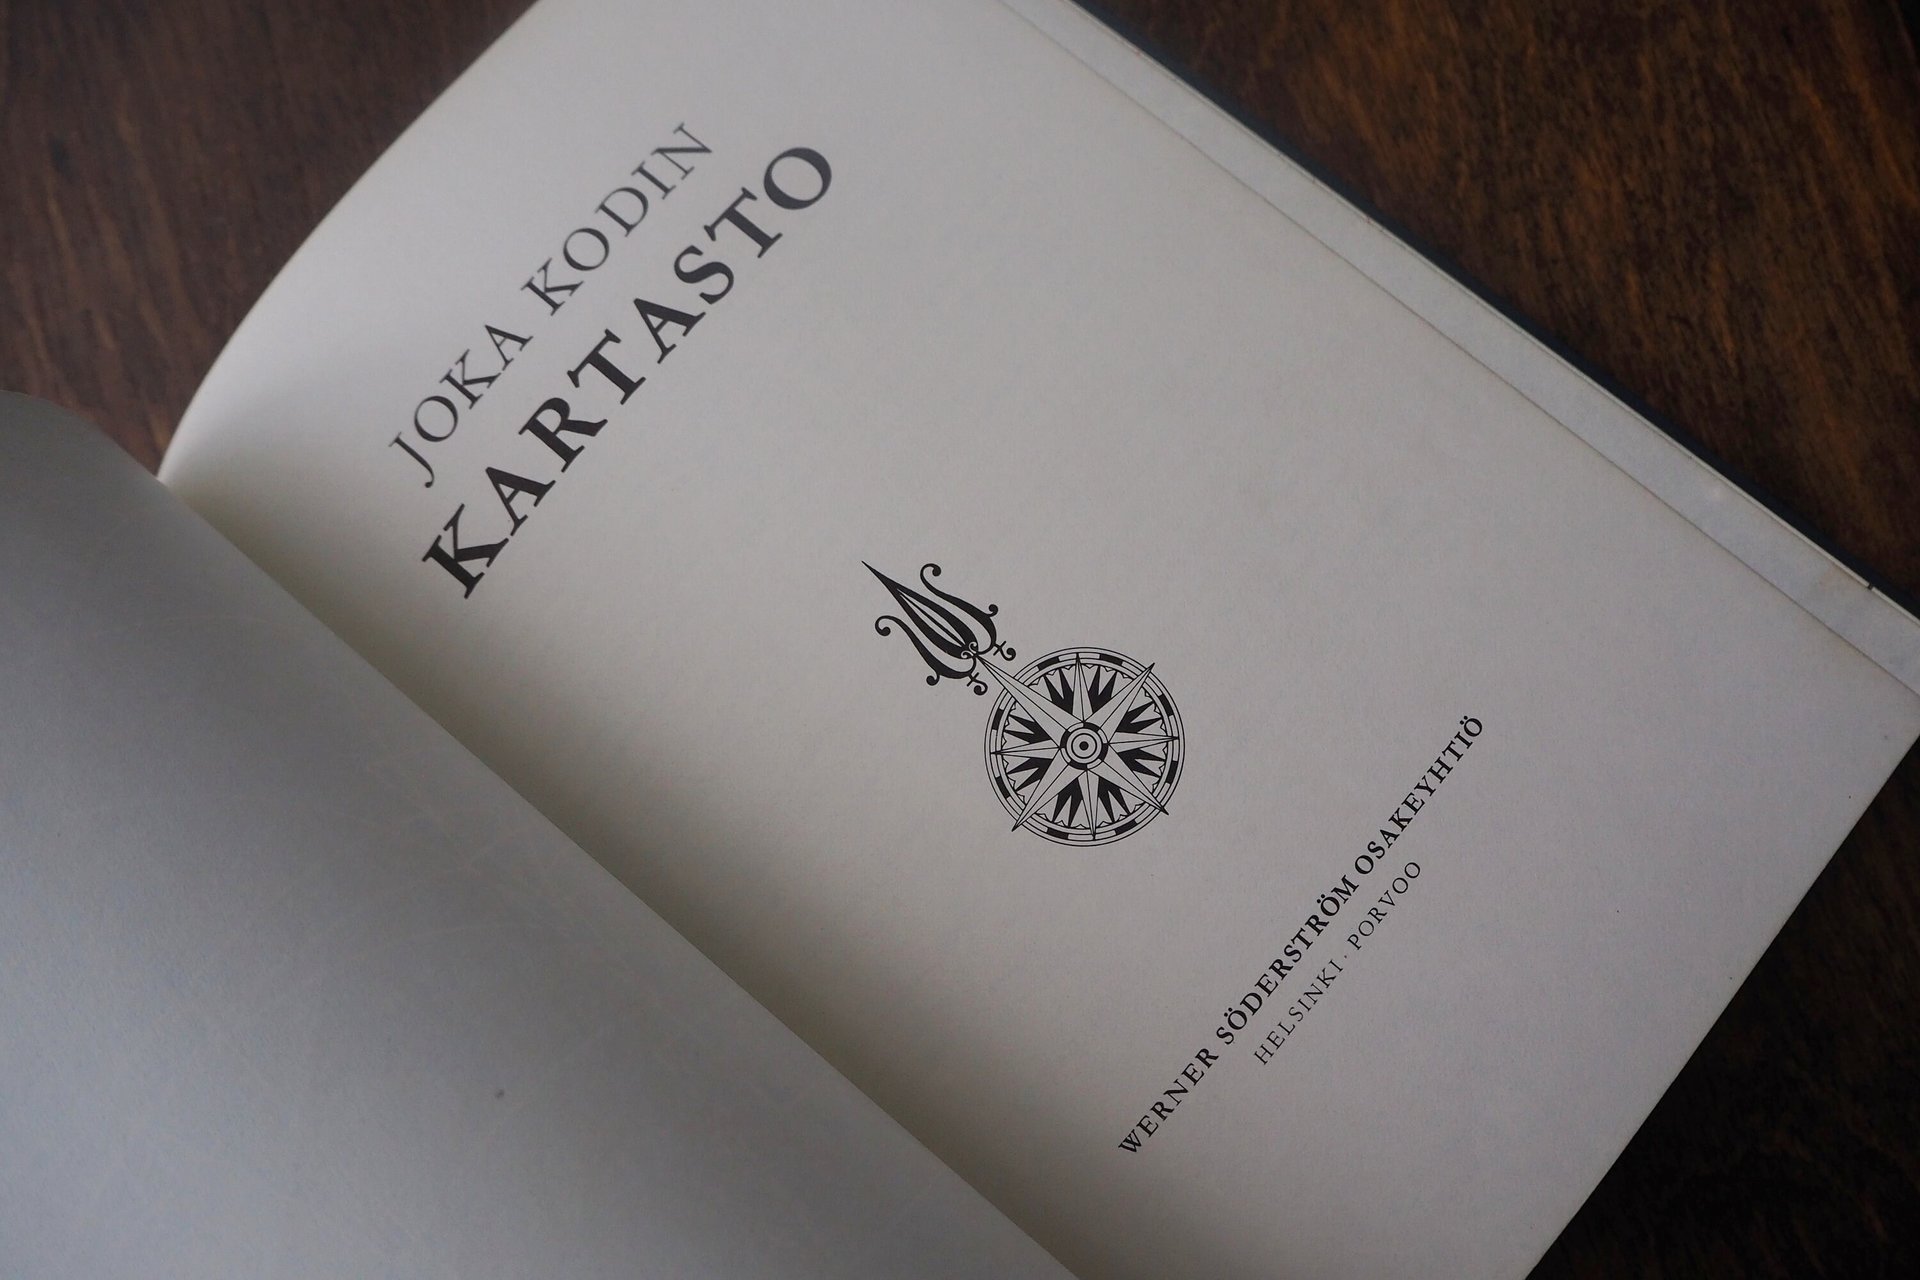 JOKA KODIN
KARTASTO
WERNER SÖDERSTRÖM OSAKEYHTIÖ
HELSINKI · PORVOO